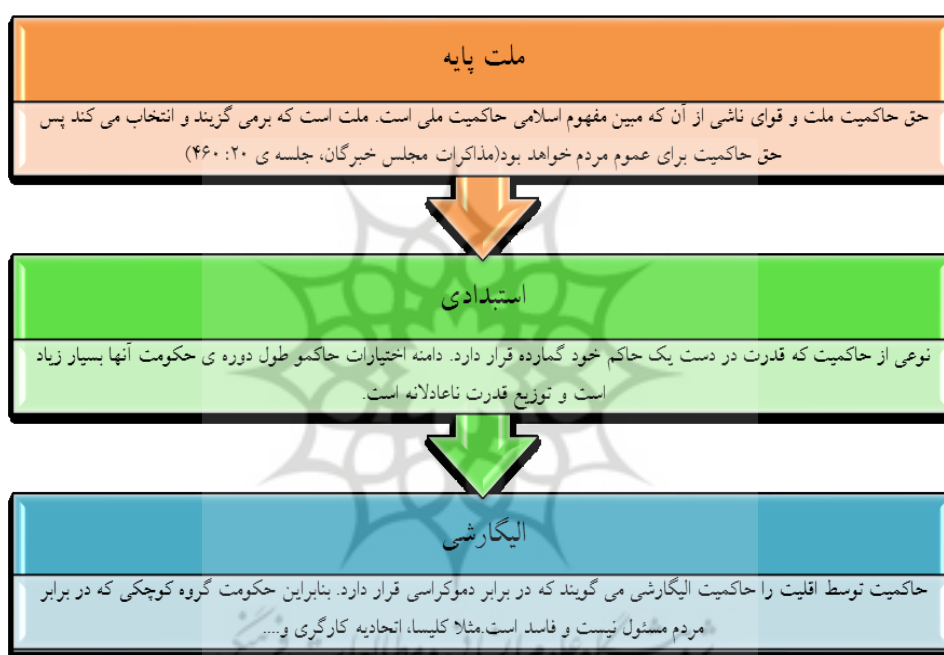 ملت پایه
حق حاکمیت ملت و قوای ناشی از آن که مبین مفهوم اسلامی حاکمیت ملی است. ملت است که برمی گزیند و انتخاب می کند پس
حق حاکمیت برای عموم مردم خواهد بود(مذاکرات مجلس خبرگان، جلسه ی ۲۰: ۴۶۰)
استبدادی
نوعی از حاکمیت که قدرت در دست یک حاکم خود گمارده قرار دارد. دامنه اختیارات حاکمو طول دوره ی حکومت آنها بسیار زیاد
است و توزیع قدرت ناعادلانه است.
الیگارشی
حاکمیت توسط اقلیت را حاکمیت الیگارشی می گویند که در برابر دموکراسی قرار دارد. بنابراین حکومت گروه کوچکی که در برابر
مردم مسئول نیست و فاسد است.مثلا کلیسا، اتحادیه کارگری و....